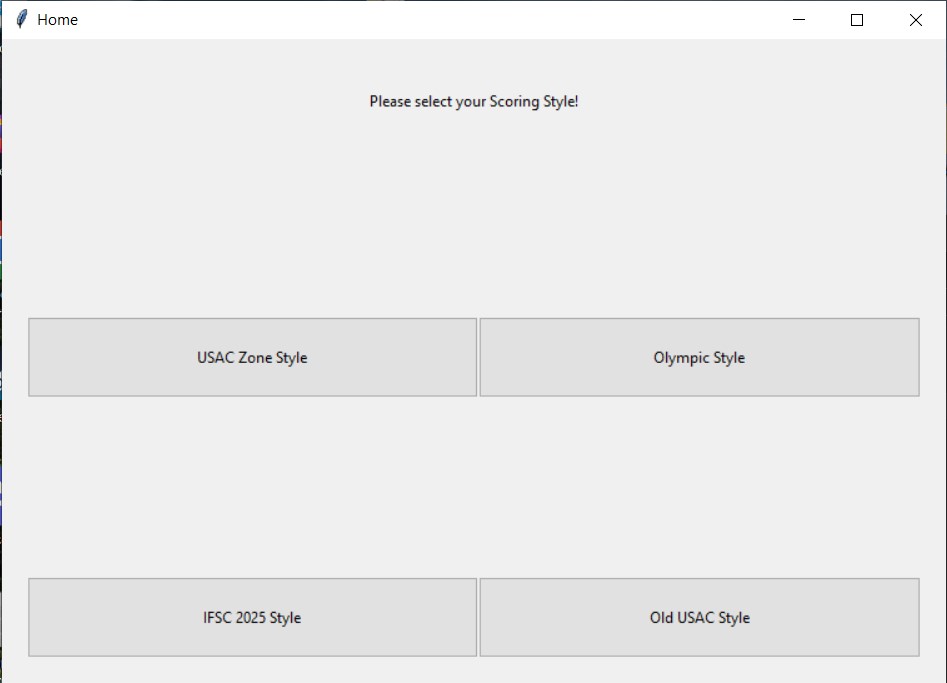 Home
Please select your Scoring Style!
USAC Zone Style
Olympic Style
IFSC 2025 Style
Old USAC Style